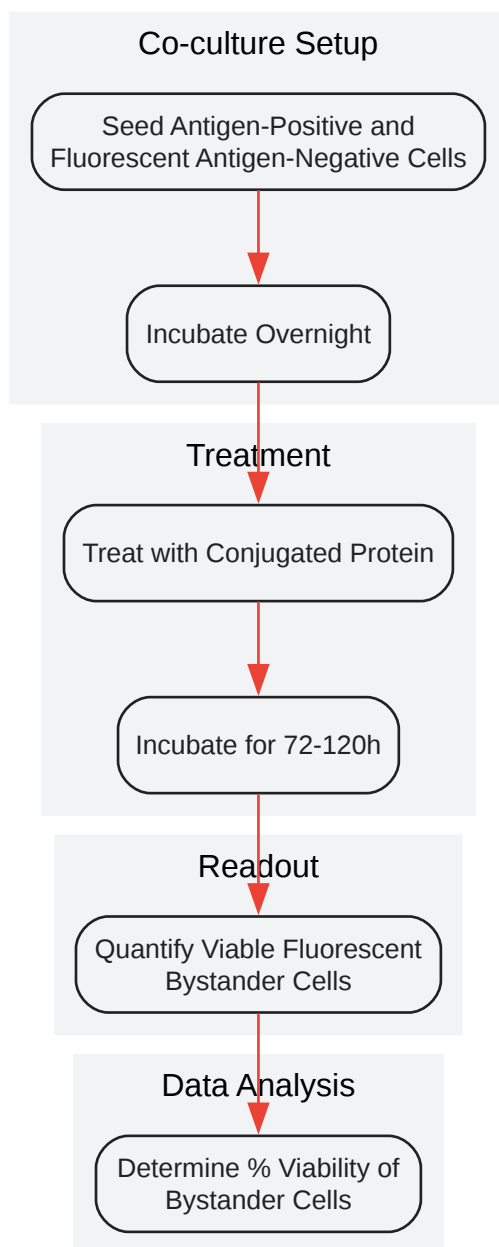 Co-culture Setup
Seed Antigen-Positive and
Fluorescent Antigen-Negative Cells
Incubate Overnight
Treatment
Treat with Conjugated Protein
Incubate for 72-120h
Readout
Quantify Viable Fluorescent
Bystander Cells
Data Analysis
Determine % Viability of
Bystander Cells